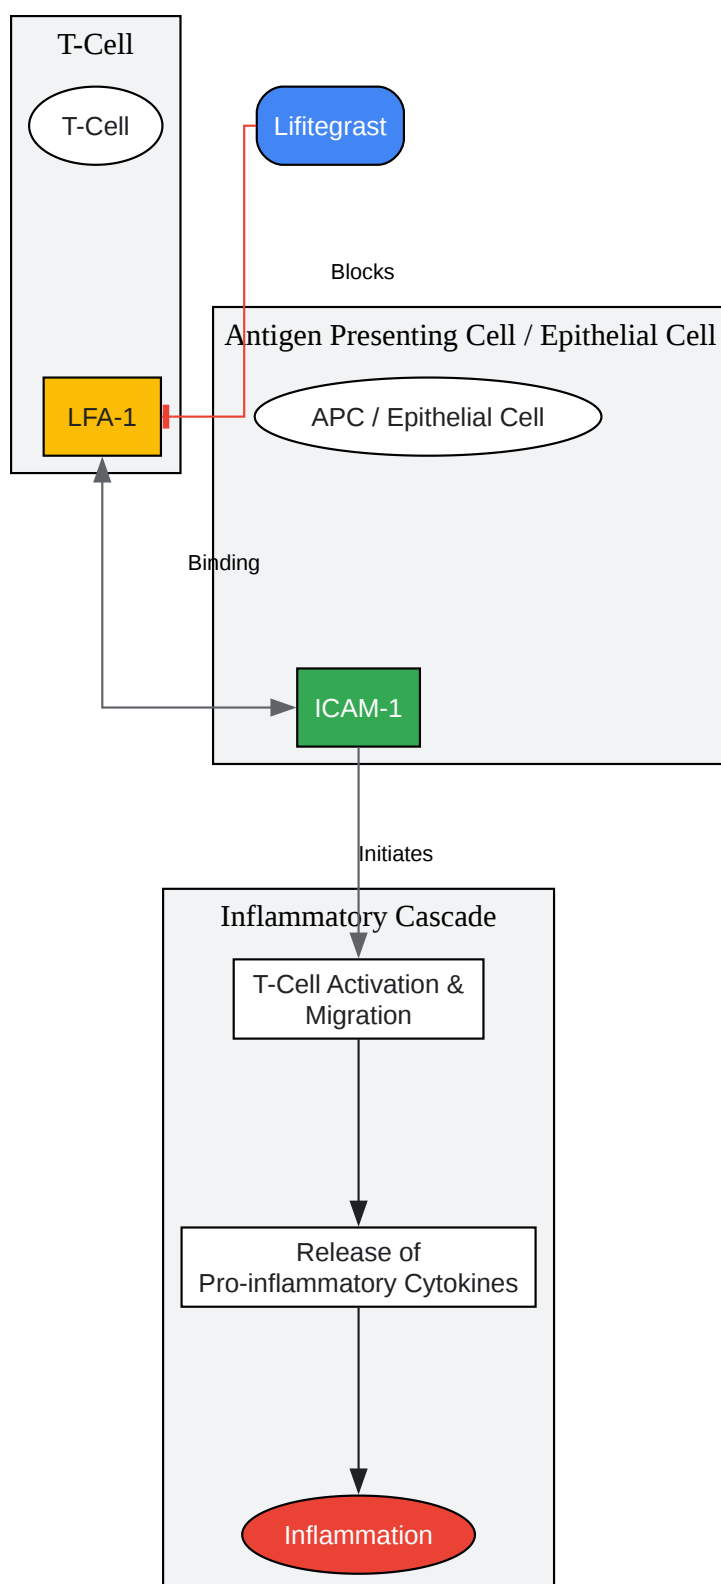 T-Cell
T-Cell
Lifitegrast
Blocks
Antigen Presenting Cell / Epithelial Cell
LFA-1
APC / Epithelial Cell
Binding
ICAM-1
Initiates
Inflammatory Cascade
T-Cell Activation &
Migration
Release of
Pro-inflammatory Cytokines
Inflammation